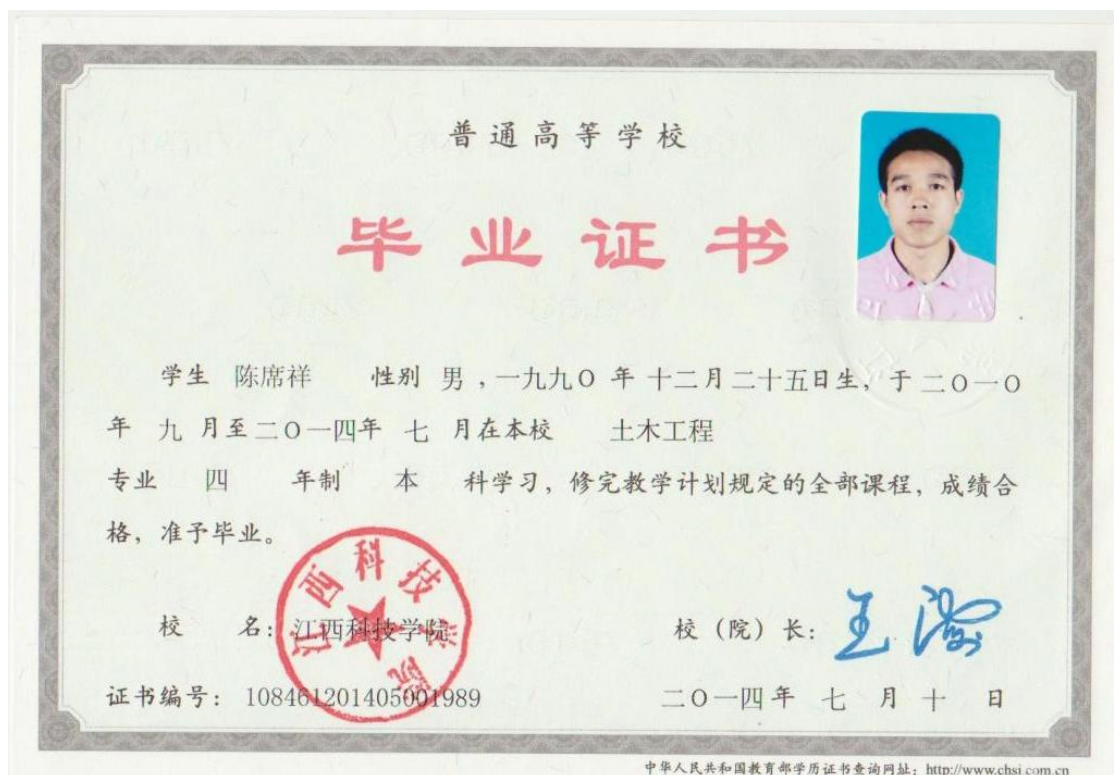 普通高等学校
毕业证书
学生 陈席祥 性别 男 ,一九九〇 年 十二月 二十五日生, 于 二〇一〇
年 九 月至二〇一四年 七 月在本校 土木工程
专业 四 年制 本 科学习, 修完教学计划规定的全部课程, 成绩合
格, 准予毕业。
江西科技学院
校 名: 江西科技学院 校 (院) 长: 王
证书编号: 108461201405001989 二〇一四年 七 月 十 日
中华人民共和国教育部学历证书查询网址: http://www.chsi.com.cn